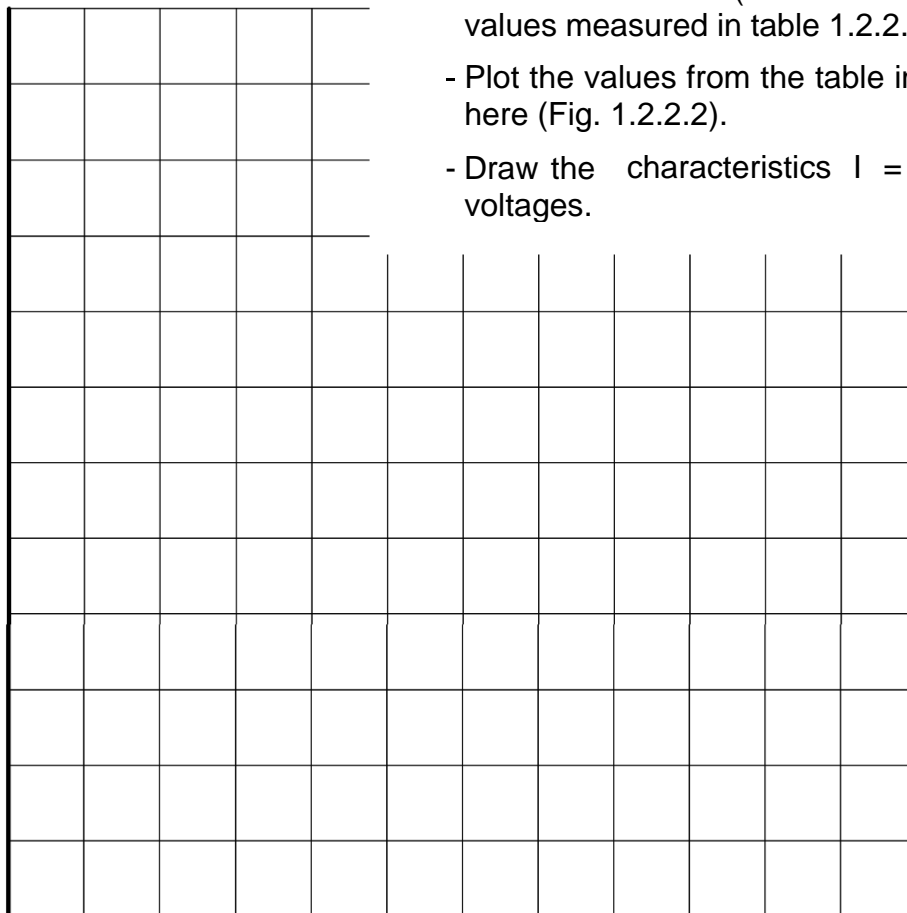 values measured in table 1.2.2.
- Plot the values from the table
here (Fig. 1.2.2.2).
- Draw the characteristics I =
voltages.